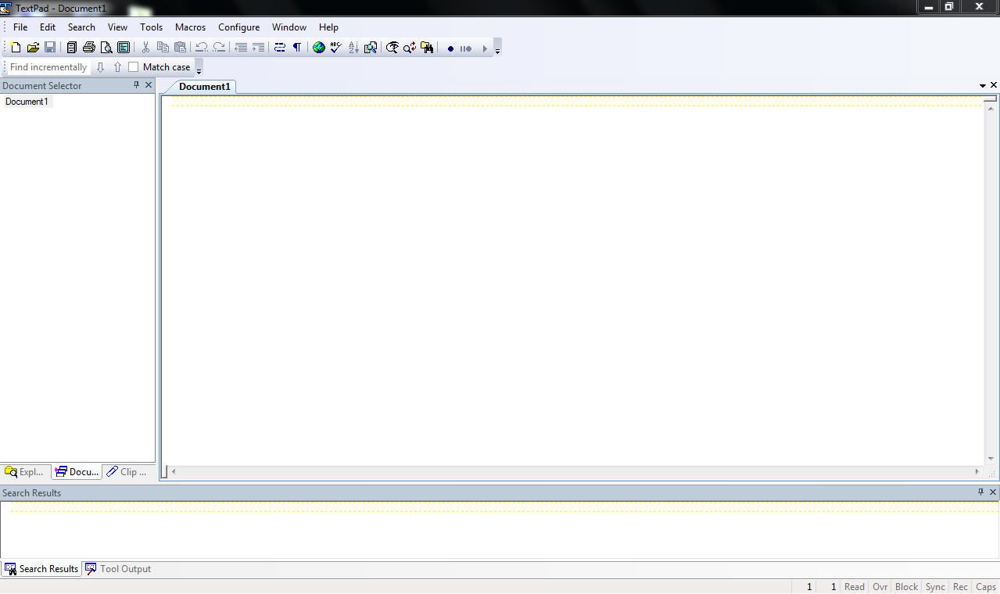 TextPad - Document1
File Edit Search View Tools Macros Configure Window Help
Find incrementally Match case
Document Selector
Document1
Document1
Expl... Docu... Clip ...
Search Results
Search Results Tool Output
1 1 Read Ovr Block Sync Rec Caps